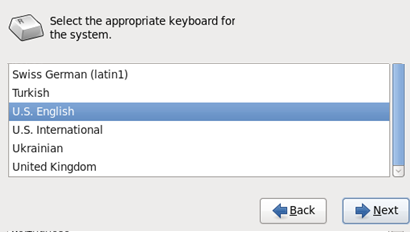 Select the appropriate keyboard for
the system.
Swiss German (latin1)
Turkish
U.S. English
U.S. International
Ukrainian
United Kingdom
Back
Next